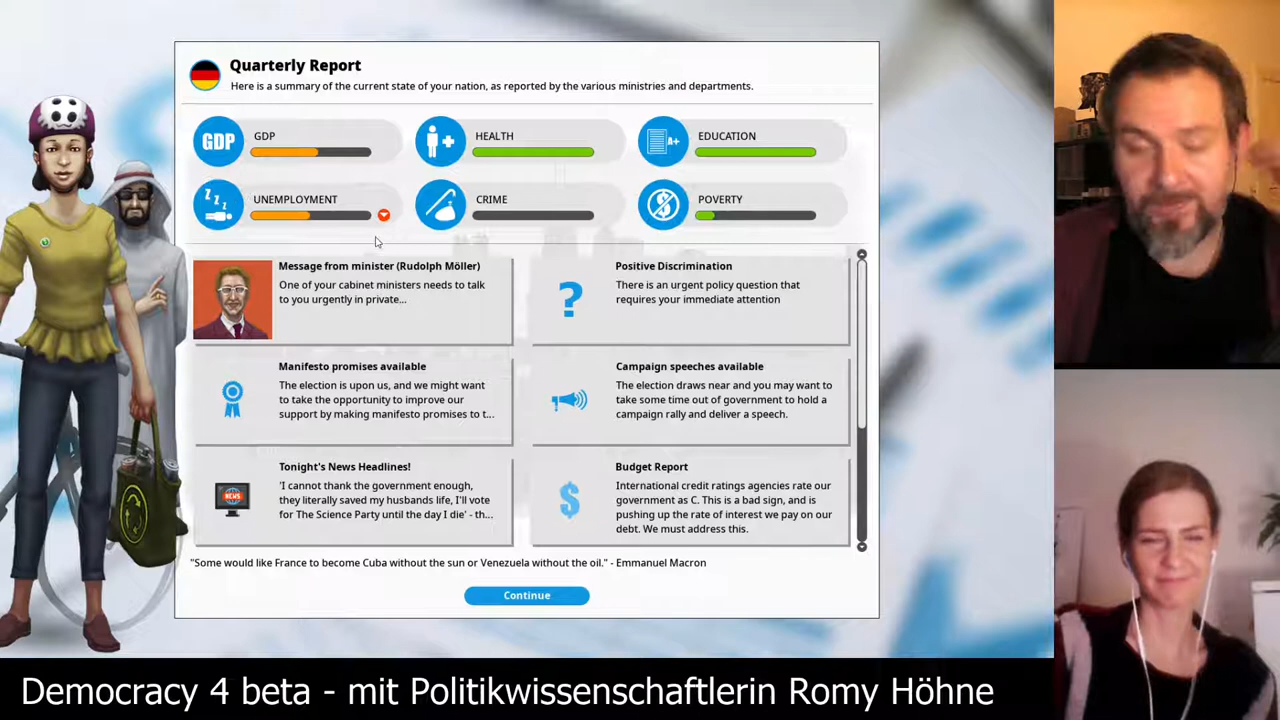 Quarterly Report
Here is a summary of the current state of your nation, as reported by the various ministries and departments.
GDP
GDP
HEALTH
A+
EDUCATION
Z Z Z
UNEMPLOYMENT
CRIME
POVERTY
Message from minister (Rudolph Möller)
One of your cabinet ministers needs to talk
to you urgently in private...
?
Positive Discrimination
There is an urgent policy question that
requires your immediate attention
Manifesto promises available
The election is upon us, and we might want
to take the opportunity to improve our
support by making manifesto promises to t...
Campaign speeches available
The election draws near and you may want to
take some time out of government to hold a
campaign rally and deliver a speech.
NEWS
Tonight's News Headlines!
'I cannot thank the government enough,
they literally saved my husbands life, I'll vote
for The Science Party until the day I die' - th...
$
Budget Report
International credit ratings agencies rate our
government as C. This is a bad sign, and is
pushing up the rate of interest we pay on our
debt. We must address this.
"Some would like France to become Cuba without the sun or Venezuela without the oil." - Emmanuel Macron
Continue
Democracy 4 beta - mit Politikwissenschaftlerin Romy Höhne